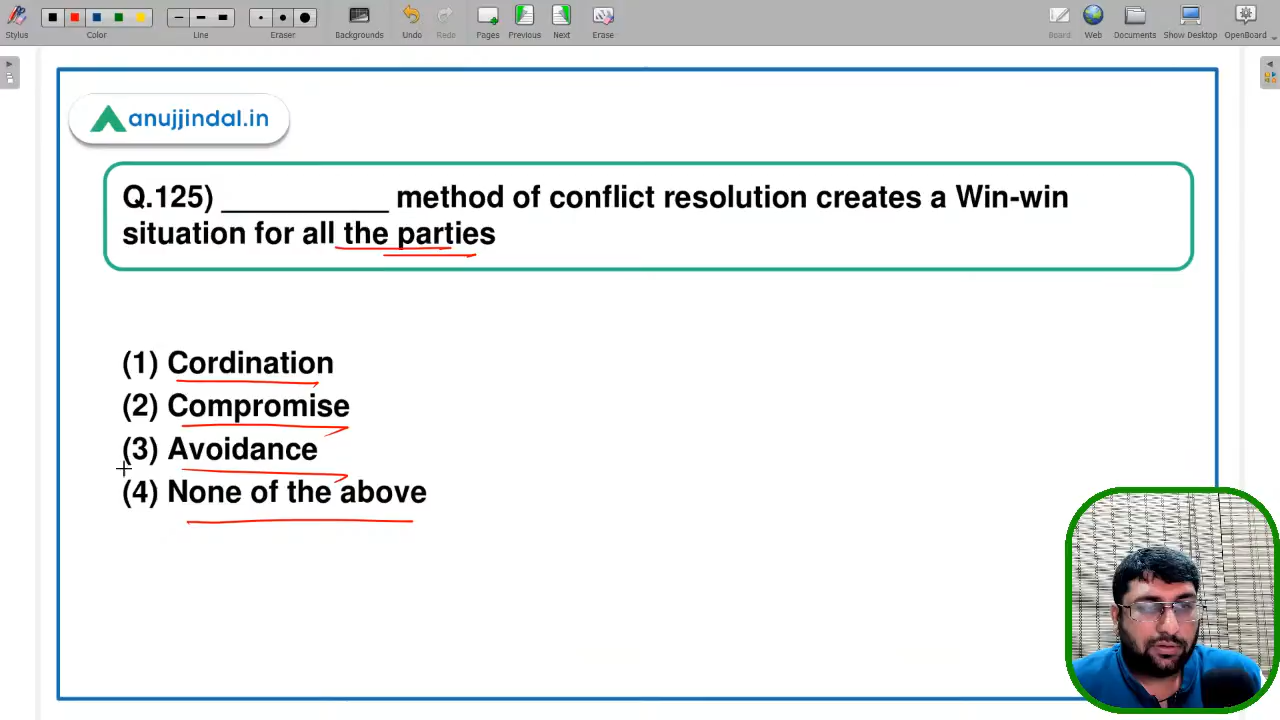 Stylus
Color
Line
Eraser
Backgrounds
Undo
Redo
Pages
Previous
Next
Erase
Board
Web
Documents
Show Desktop
OpenBoard
anujjindal.in
Q.125) __________ method of conflict resolution creates a Win-win
situation for all the parties
(1) Cordination
(2) Compromise
(3) Avoidance
(4) None of the above